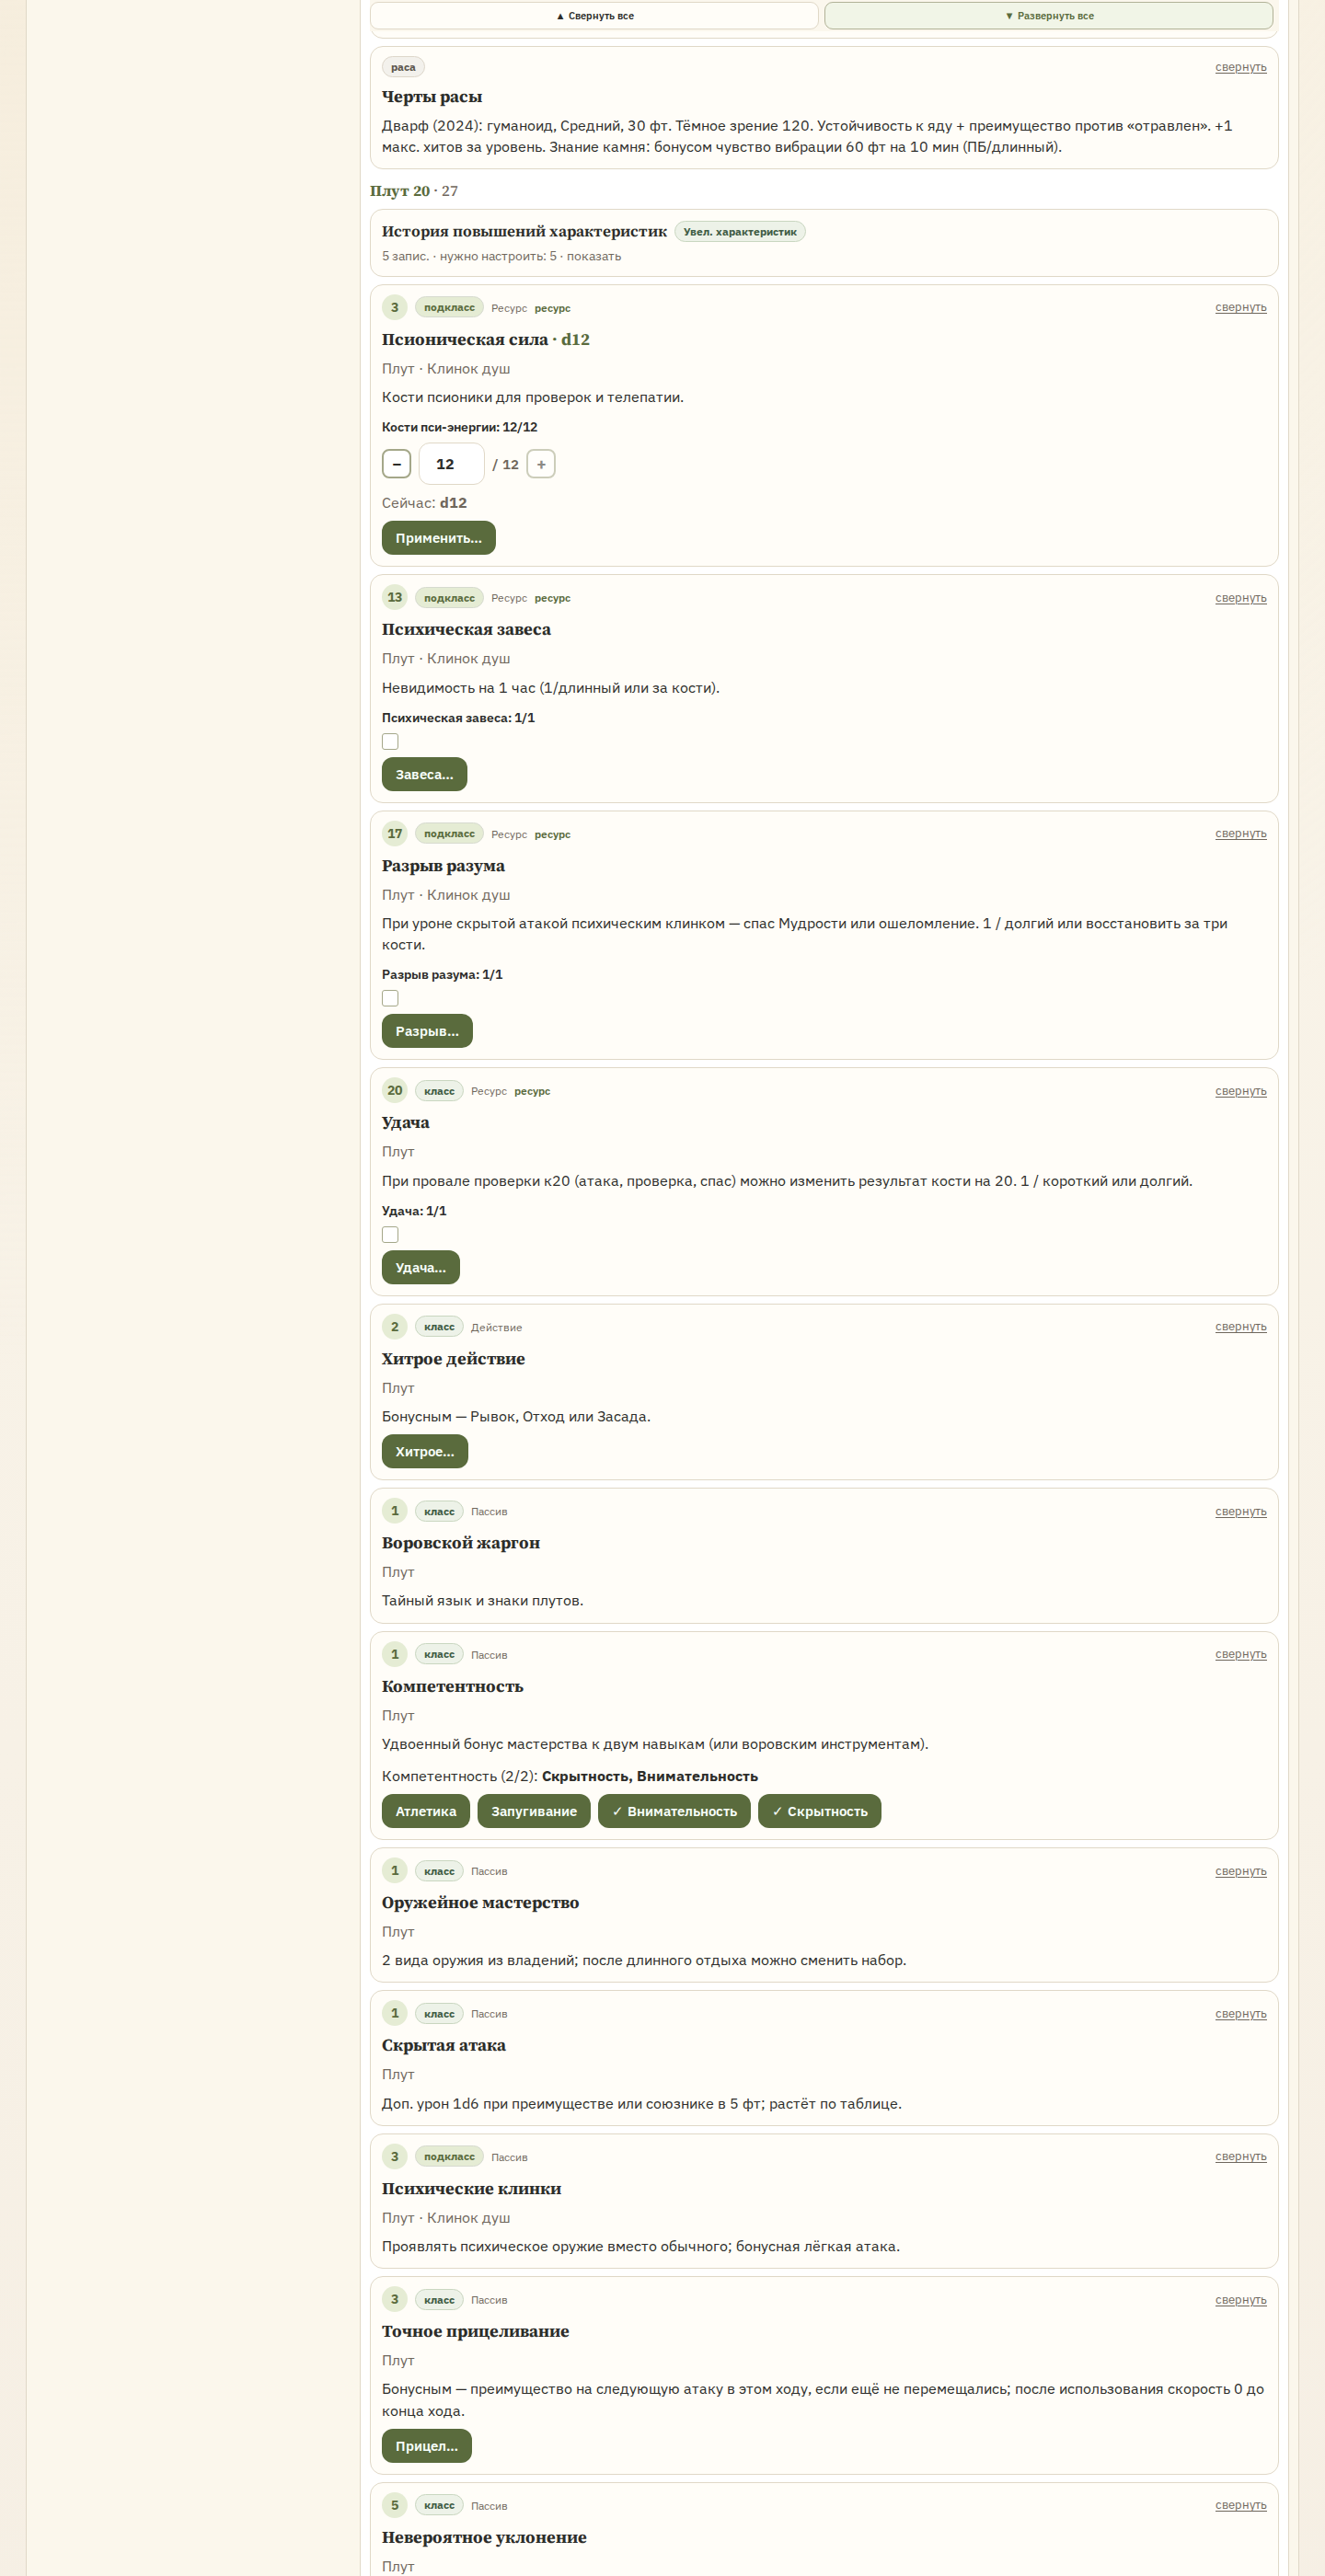 ▲ Свернуть все
▼ Развернуть все
раса
свернуть
Черты расы
Дварф (2024): гуманоид, Средний, 30 фт. Тёмное зрение 120. Устойчивость к яду + преимущество против «отравлен». +1
макс. хитов за уровень. Знание камня: бонусом чувство вибрации 60 фт на 10 мин (ПБ/длинный).
Плут 20 · 27
История повышений характеристик Увел. характеристик
5 запис. · нужно настроить: 5 · показать
3 подкласс Ресурс ресурс свернуть
Псионическая сила · d12
Плут · Клинок душ
Кости псионики для проверок и телепатии.
Кости пси-энергии: 12/12
− 12 / 12 +
Сейчас: d12
Применить...
13 подкласс Ресурс ресурс свернуть
Психическая завеса
Плут · Клинок душ
Невидимость на 1 час (1/длинный или за кости).
Психическая завеса: 1/1
Завеса...
17 подкласс Ресурс ресурс свернуть
Разрыв разума
Плут · Клинок душ
При уроне скрытой атакой психическим клинком — спас Мудрости или ошеломление. 1 / долгий или восстановить за три
кости.
Разрыв разума: 1/1
Разрыв...
20 класс Ресурс ресурс свернуть
Удача
Плут
При провале проверки к20 (атака, проверка, спас) можно изменить результат кости на 20. 1 / короткий или долгий.
Удача: 1/1
Удача...
2 класс Действие свернуть
Хитрое действие
Плут
Бонусным — Рывок, Отход или Засада.
Хитрое...
1 класс Пассив свернуть
Воровской жаргон
Плут
Тайный язык и знаки плутов.
1 класс Пассив свернуть
Компетентность
Плут
Удвоенный бонус мастерства к двум навыкам (или воровским инструментам).
Компетентность (2/2): Скрытность, Внимательность
Атлетика Запугивание ✓ Внимательность ✓ Скрытность
1 класс Пассив свернуть
Оружейное мастерство
Плут
2 вида оружия из владений; после длинного отдыха можно сменить набор.
1 класс Пассив свернуть
Скрытая атака
Плут
Доп. урон 1d6 при преимуществе или союзнике в 5 фт; растёт по таблице.
3 подкласс Пассив свернуть
Психические клинки
Плут · Клинок душ
Проявлять психическое оружие вместо обычного; бонусная лёгкая атака.
3 класс Пассив свернуть
Точное прицеливание
Плут
Бонусным — преимущество на следующую атаку в этом ходу, если ещё не перемещались; после использования скорость 0 до
конца хода.
Прицел...
5 класс Пассив свернуть
Невероятное уклонение
Плут